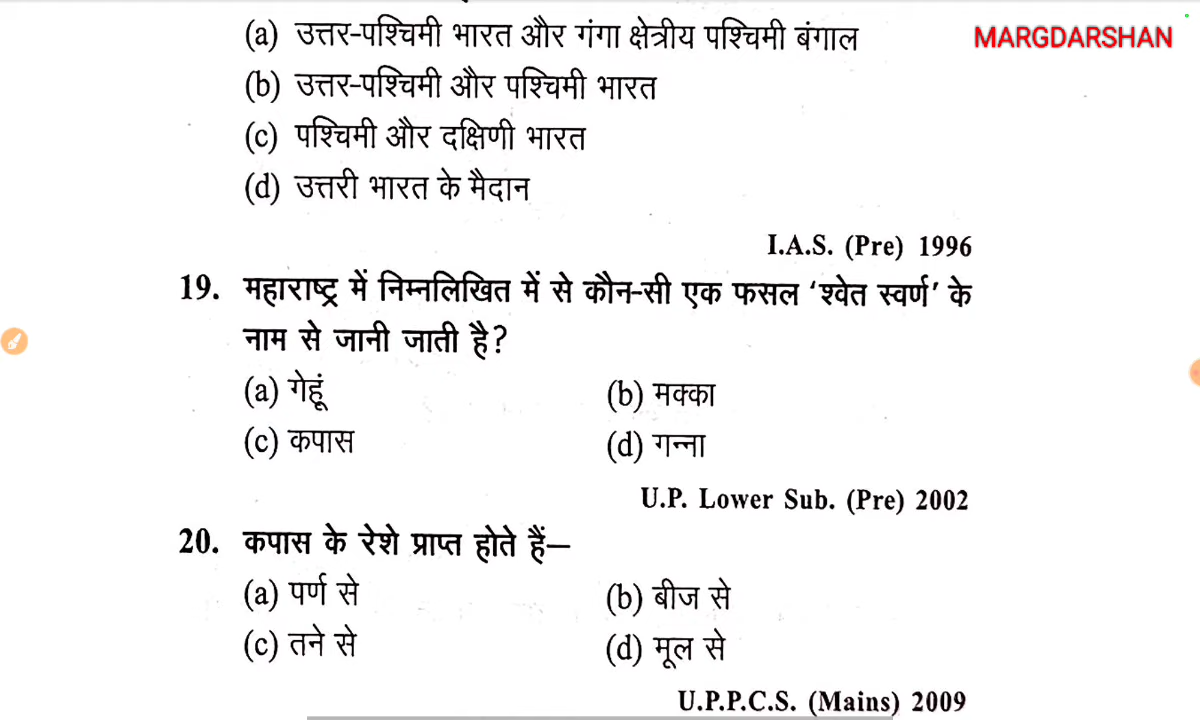 (a) उत्तर-पश्चिमी भारत और गंगा क्षेत्रीय पश्चिमी बंगाल
MARGDARSHAN
(b) उत्तर-पश्चिमी और पश्चिमी भारत
(c) पश्चिमी और दक्षिणी भारत
(d) उत्तरी भारत के मैदान
I.A.S. (Pre) 1996
19. महाराष्ट्र में निम्नलिखित में से कौन-सी एक फसल ‘श्वेत स्वर्ण’ के
नाम से जानी जाती है?
(a) गेहूं (b) मक्का
(c) कपास (d) गन्ना
U.P. Lower Sub. (Pre) 2002
20. कपास के रेशे प्राप्त होते हैं–
(a) पर्ण से (b) बीज से
(c) तने से (d) मूल से
U.P.P.C.S. (Mains) 2009